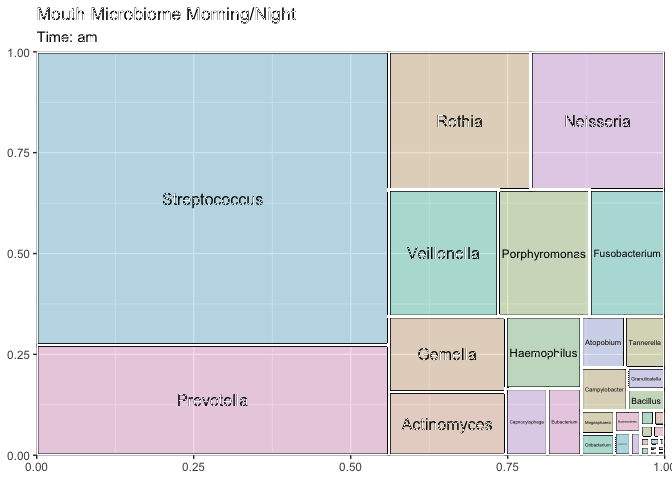 Mouth Microbiome Morning/Night
Time: am
1.00
0.75
0.50
0.25
0.00
Streptococcus
Prevotella
Rothia
Neisseria
Veillonella
Porphyromonas
Fusobacterium
Gemella
Haemophilus
Atopobium
Tannerella
Actinomyces
Capnocytophaga
Eubacterium
Campylobacter
Granulicatella
Bacillus
Megasphaera
Oribacterium
0.00
0.25
0.50
0.75
1.00